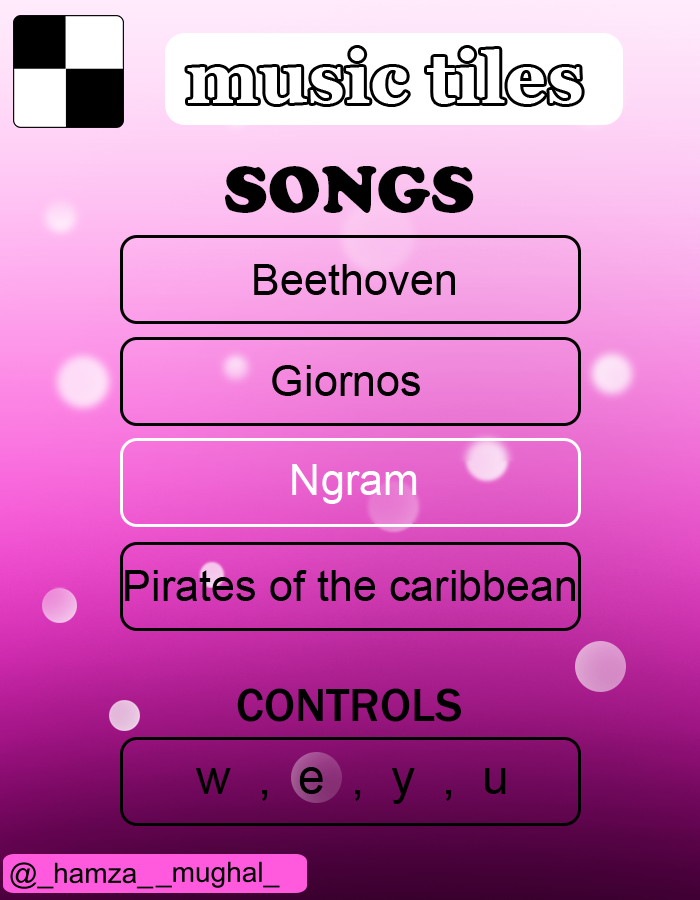 music tiles
SONGS
Beethoven
Giornos
Ngram
Pirates of the caribbean
CONTROLS
w , e , y , u
@_hamza__mughal_